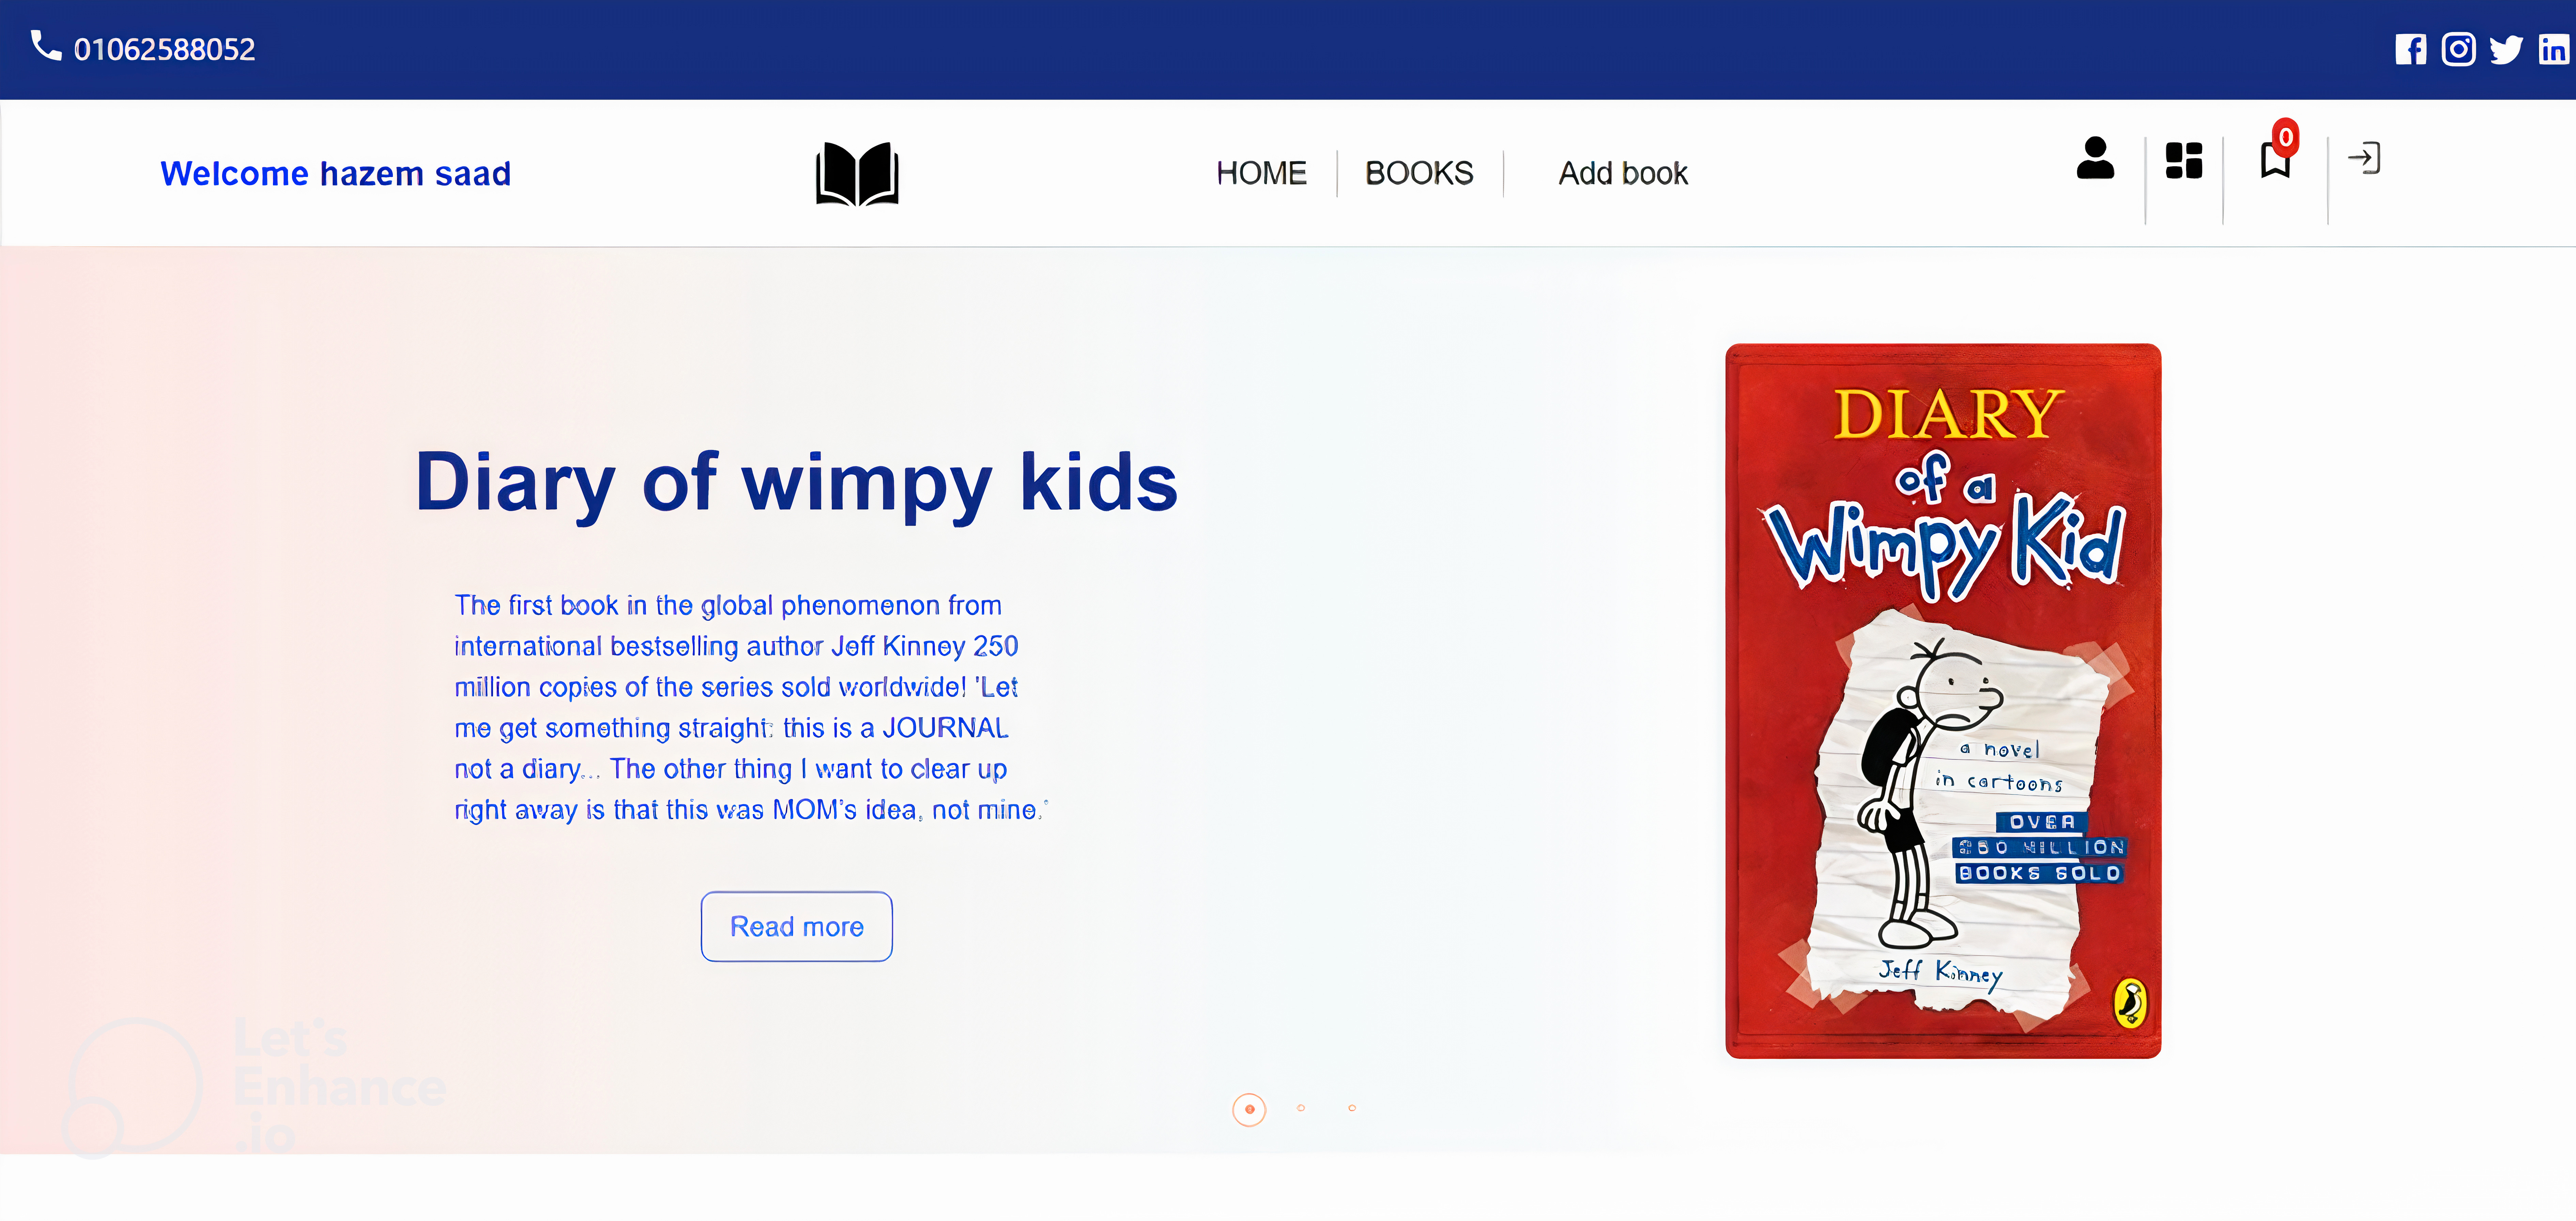 01062588052
Welcome hazem saad
HOME
BOOKS
Add book
0
Diary of wimpy kids
The first book in the global phenomenon from
international bestselling author Jeff Kinney 250
million copies of the series sold worldwide! 'Let
me get something straight: this is a JOURNAL
not a diary... The other thing I want to clear up
right away is that this was MOM's idea, not mine.'
Read more
DIARY
of a
Wimpy Kid
a novel
in cartoons
OVER
250 MILLION
BOOKS SOLD
Jeff Kinney
Let's
Enhance
.io